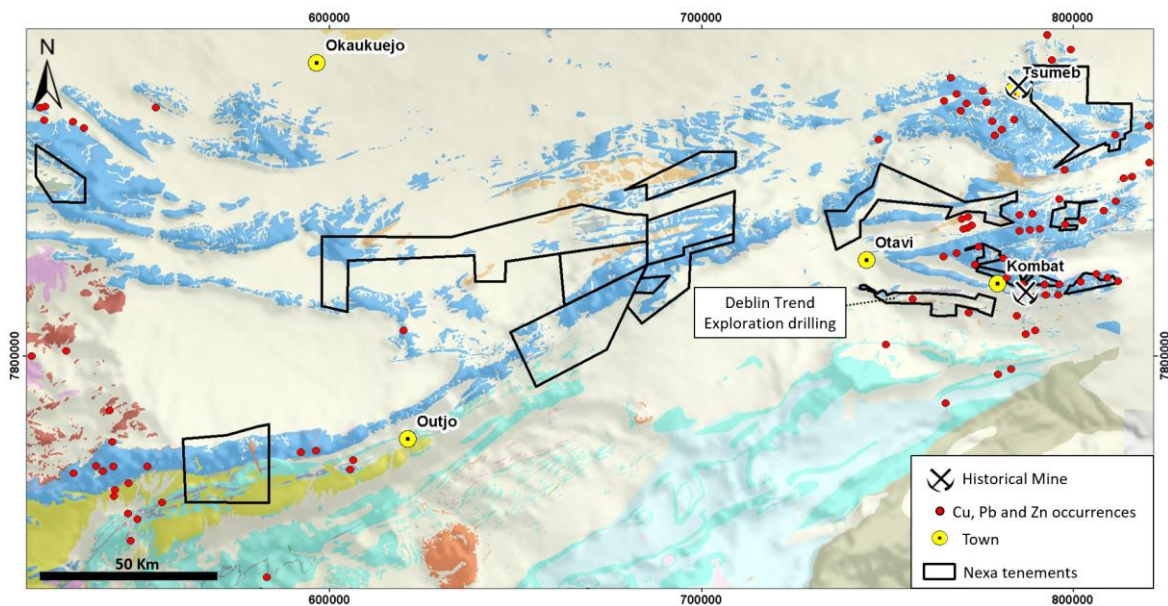 600000
700000
800000
N
Okaukuejo
Tsumeb
Otavi
Kombat
Deblin Trend
Exploration drilling
7800000
7800000
Outjo
50 Km
Historical Mine
Cu, Pb and Zn occurrences
Town
Nexa tenements
600000
700000
800000